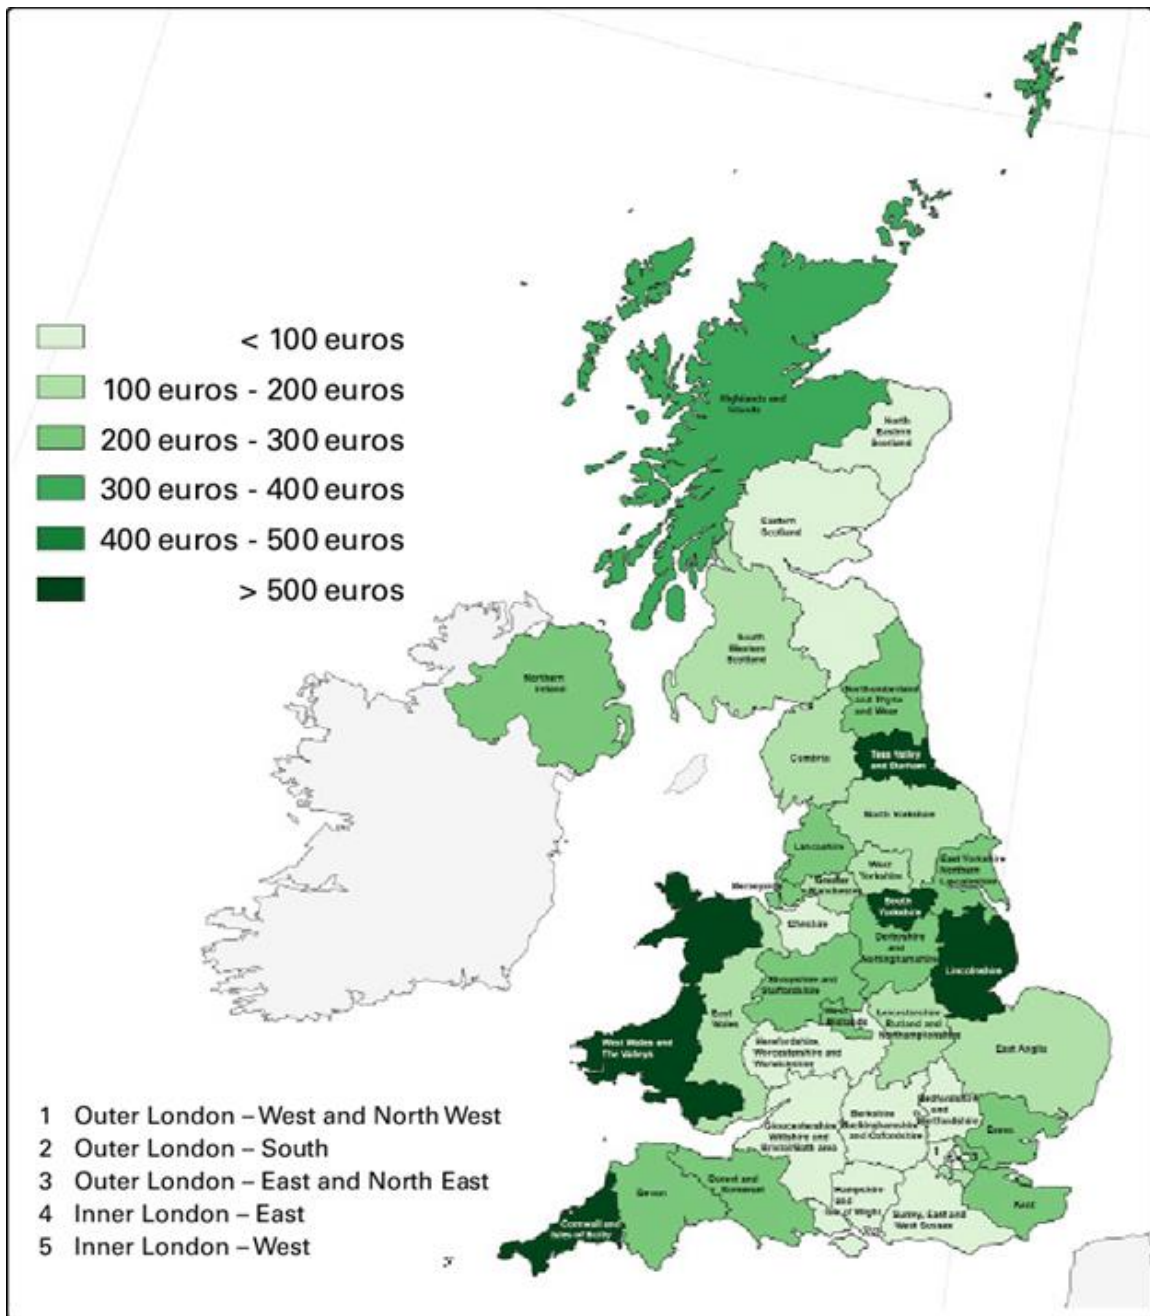 < 100 euros
100 euros - 200 euros
200 euros - 300 euros
300 euros - 400 euros
400 euros - 500 euros
> 500 euros
Highlands and
Islands
North
Eastern
Scotland
Eastern
Scotland
South
Western
Scotland
Northern
Ireland
Northumberland
and Tyne
and Wear
Cumbria
Tees Valley
and Durham
North Yorkshire
Lancashire
West
Yorkshire
East Yorkshire
Northern
Lincolnshire
Merseyside
Greater
Manchester
South
Yorkshire
Cheshire
Derbyshire
and
Nottinghamshire
Lincolnshire
Shropshire and
Staffordshire
West
Midlands
Leicestershire
Rutland and
Northamptonshire
East
Wales
West Wales and
The Valleys
Herefordshire,
Worcestershire and
Warwickshire
East Anglia
Bedfordshire
and
Hertfordshire
Berkshire
Buckinghamshire
and Oxfordshire
Gloucestershire
Wiltshire and
Bristol/Bath area
Essex
1
3
Devon
Dorset and
Somerset
Hampshire
and
Isle of Wight
Surrey, East and
West Sussex
Kent
Cornwall and
Isles of Scilly
1 Outer London – West and North West
2 Outer London – South
3 Outer London – East and North East
4 Inner London – East
5 Inner London – West